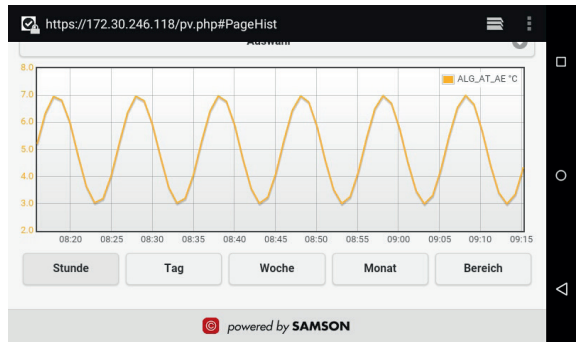 https://172.30.246.118/pv.php#PageHist
Auswahl
8.0
ALG_AT_AE °C
7.0
6.0
5.0
4.0
3.0
2.0
08:20 08:25 08:30 08:35 08:40 08:45 08:50 08:55 09:00 09:05 09:10 09:15
Stunde Tag Woche Monat Bereich
© powered by SAMSON